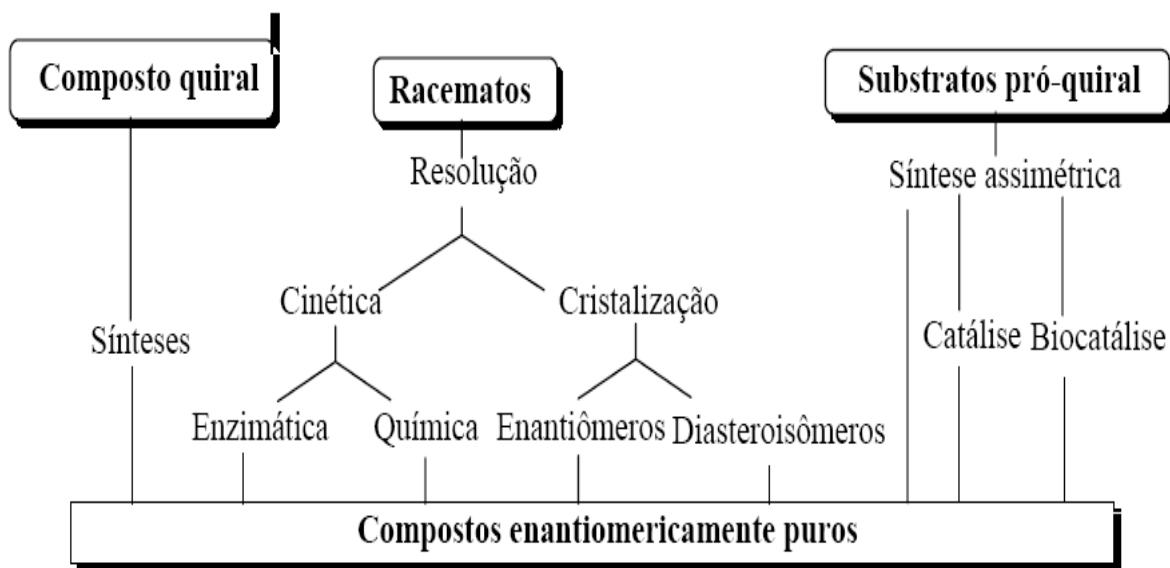 Composto quiral
Racematos
Substratos pró-quiral
Resolução
Síntese assimétrica
Cinética
Cristalização
Sínteses
Catálise
Biocatálise
Enzimática
Química
Enantiômeros
Diasteroisômeros
Compostos enantiomericamente puros